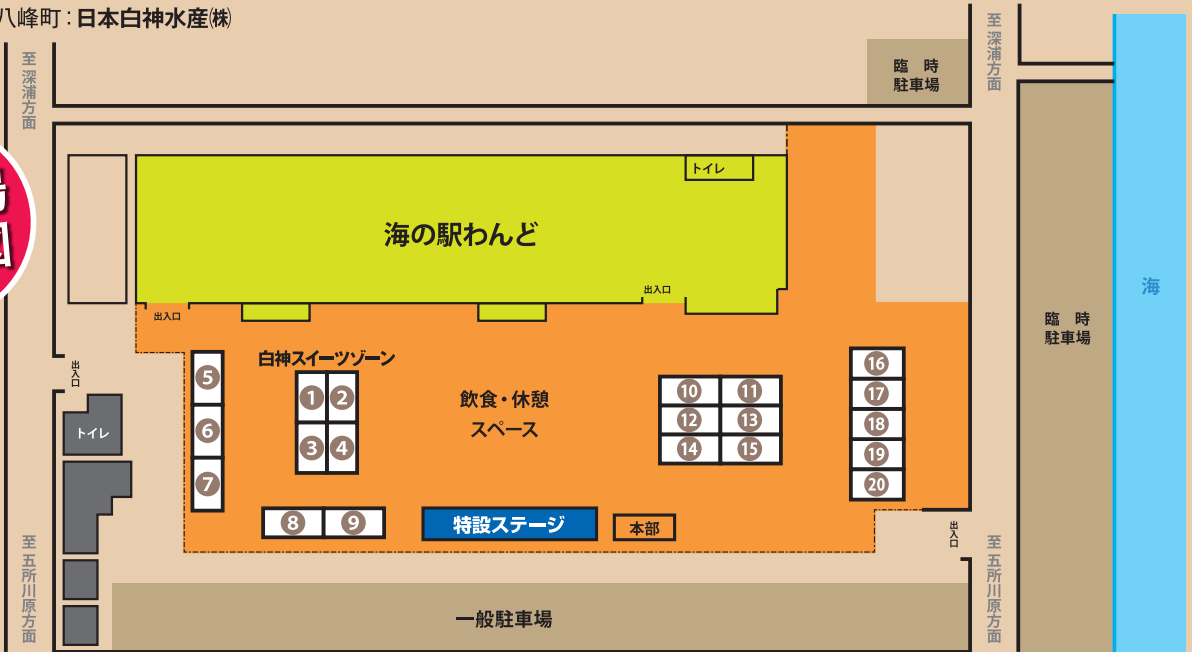 八峰町：日本白神水産㈱
至 深浦方面
至 深浦方面
臨　時
駐車場
トイレ
海の駅わんど
出入口
出入口
海
臨　時
駐車場
白神スイーツゾーン
出入口
飲食・休憩
スペース
5
6
7
1
2
3
4
10
11
12
13
14
15
16
17
18
19
20
トイレ
8
9
特設ステージ
本部
出入口
至 五所川原方面
至 五所川原方面
一般駐車場